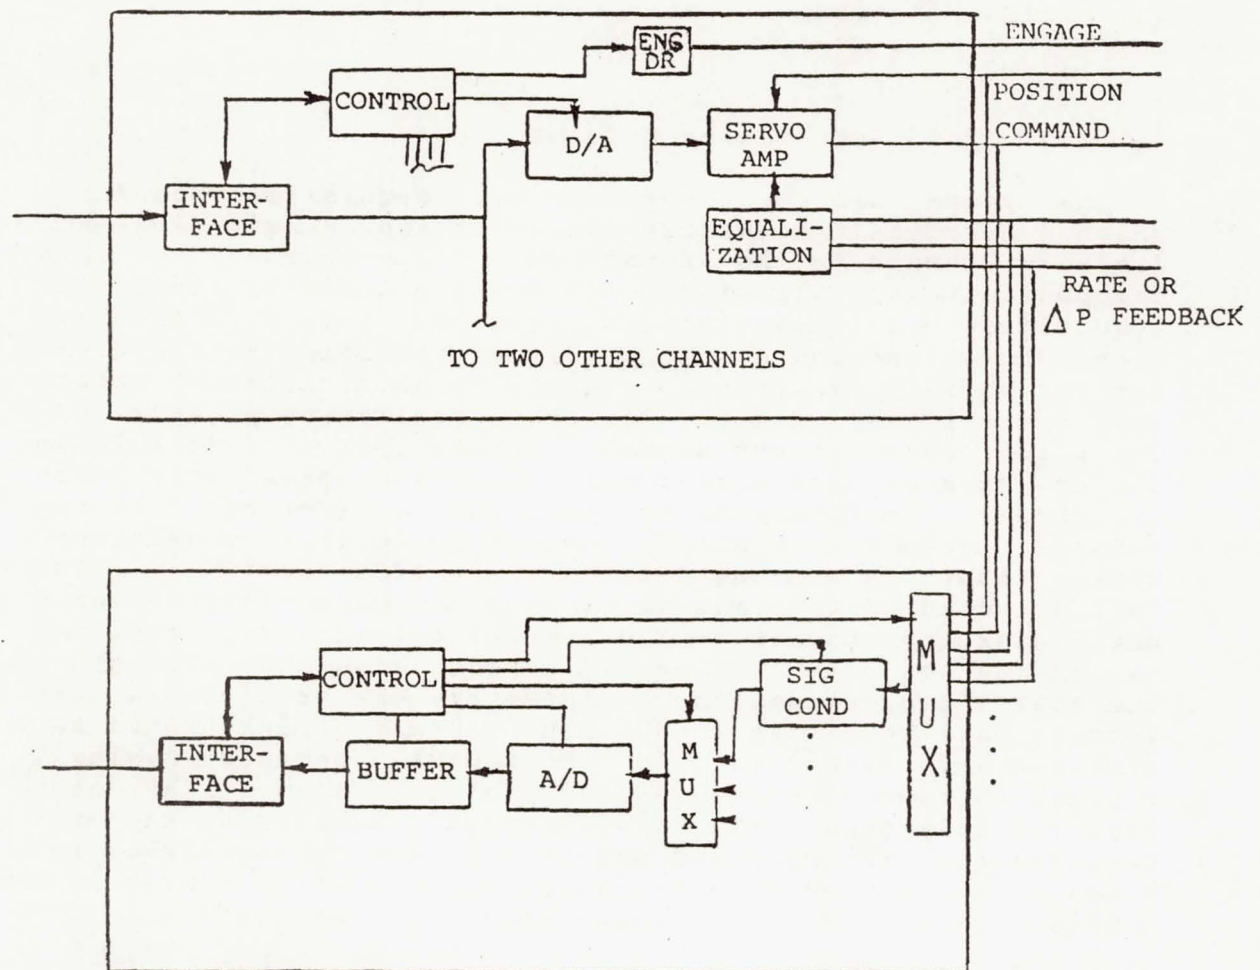 ENGAGE
ENG
DR
POSITION
CONTROL
COMMAND
D/A
SERVO
AMP
INTER-
FACE
EQUALI-
ZATION
RATE OR
Δ P FEEDBACK
TO TWO OTHER CHANNELS
CONTROL
SIG
COND
M
U
X
INTER-
FACE
BUFFER
A/D
M
U
X